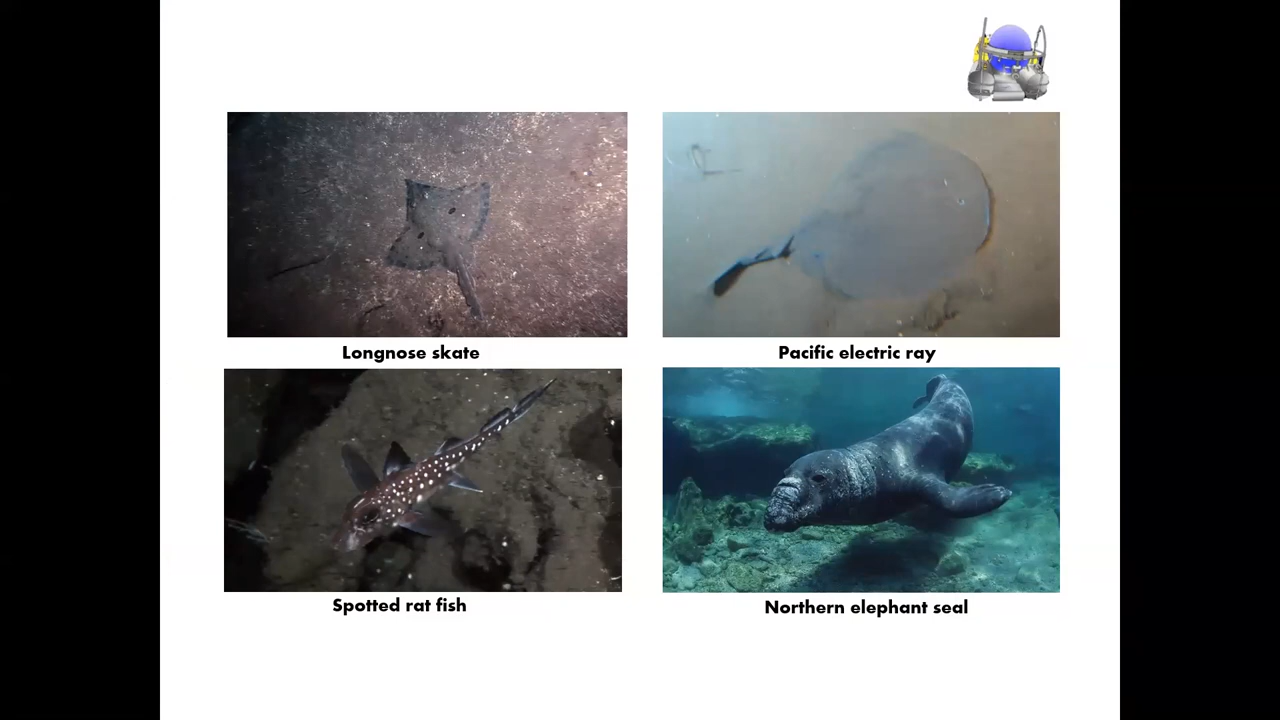 Longnose skate
Pacific electric ray
Spotted rat fish
Northern elephant seal